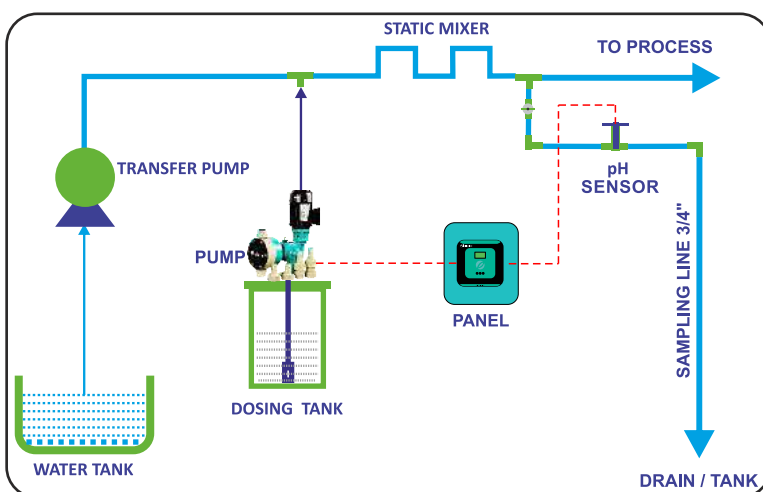 STATIC MIXER
TO PROCESS
TRANSFER PUMP
pH
SENSOR
PUMP
PANEL
SAMPLING LINE 3/4"
DOSING TANK
WATER TANK
DRAIN / TANK